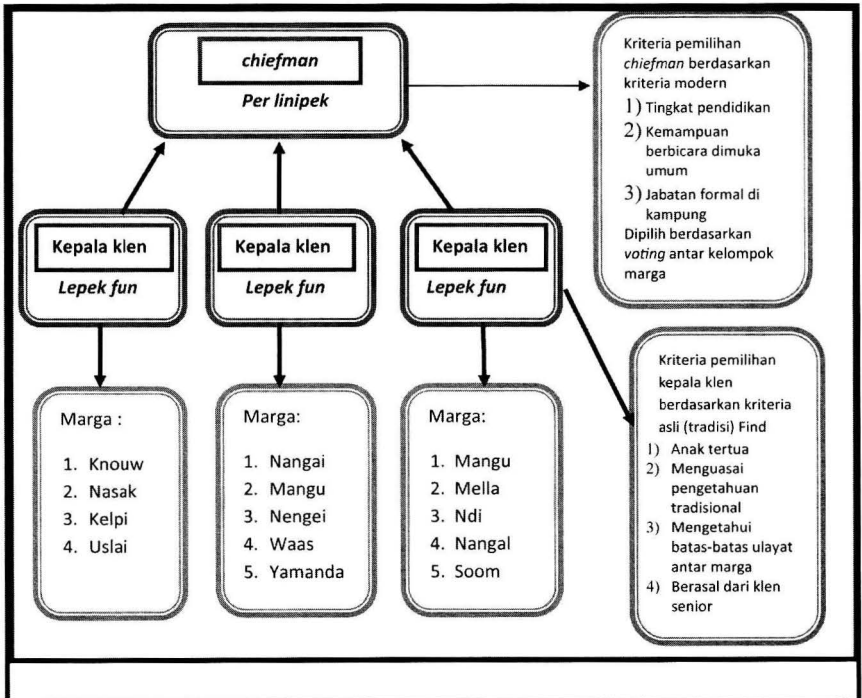 chiefman
Per linipek
Kriteria pemilihan
chiefman berdasarkan
kriteria modern
1) Tingkat pendidikan
2) Kemampuan
berbicara dimuka
umum
3) Jabatan formal di
kampung
Dipilih berdasarkan
voting antar kelompok
marga
Kepala klen
Lepek fun
Kepala klen
Lepek fun
Kepala klen
Lepek fun
Marga :
1. Knouw
2. Nasak
3. Kelpi
4. Uslai
Marga:
1. Nangai
2. Mangu
3. Nengei
4. Waas
5. Yamanda
Marga:
1. Mangu
2. Mella
3. Ndi
4. Nangal
5. Soom
Kriteria pemilihan
kepala klen
berdasarkan kriteria
asli (tradisi) Find
1) Anak tertua
2) Menguasai
pengetahuan
tradisional
3) Mengetahui
batas-batas ulayat
antar marga
4) Berasal dari klen
senior